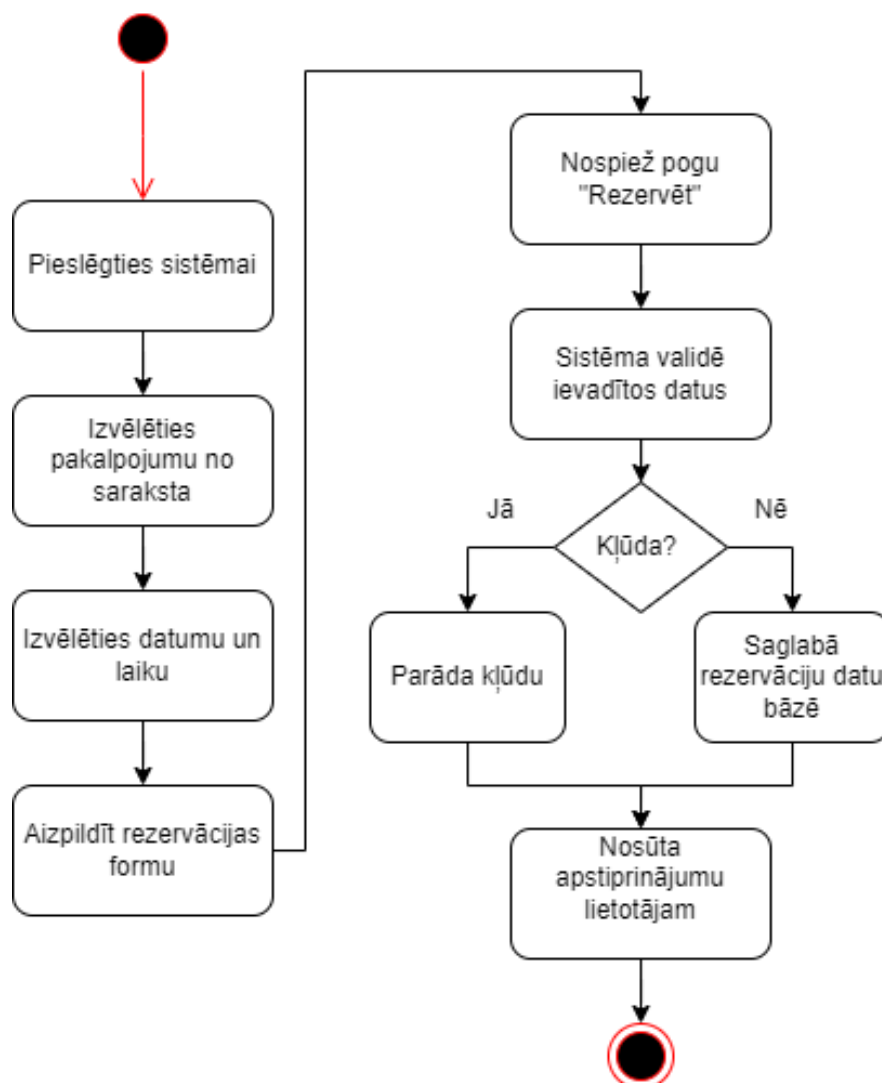 Pieslēgties sistēmai
Izvēlēties
pakalpojumu no
saraksta
Izvēlēties datumu un
laiku
Aizpildīt rezervācijas
formu
Nospiež pogu
"Rezervēt"
Sistēma validē
ievadītos datus
Jā
Kļūda?
Nē
Parāda kļūdu
Saglabā
rezervāciju datu
bāzē
Nosūta
apstiprinājumu
lietotājam